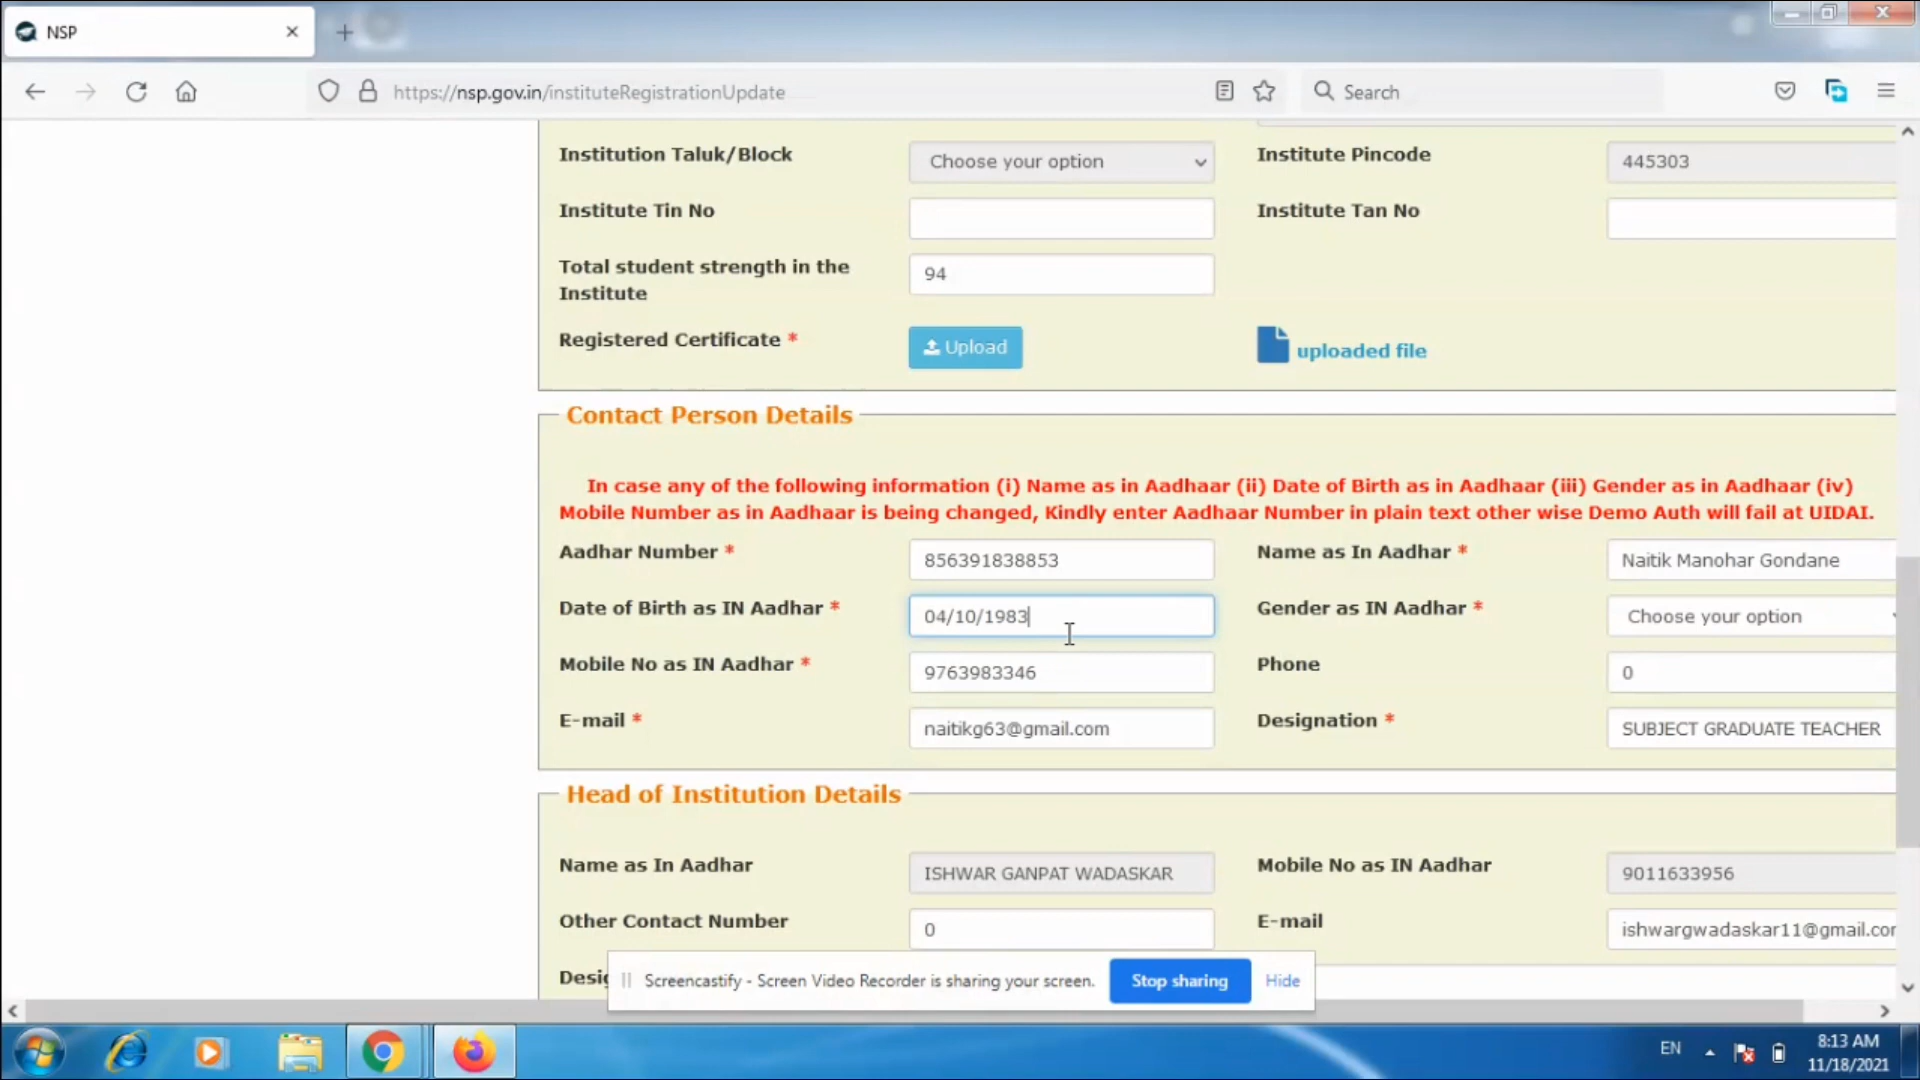 NSP
https://nsp.gov.in/instituteRegistrationUpdate
Search
Institution Taluk/Block
Choose your option
Institute Pincode
445303
Institute Tin No
Institute Tan No
Total student strength in the
Institute
94
Registered Certificate *
Upload
uploaded file
Contact Person Details
In case any of the following information (i) Name as in Aadhaar (ii) Date of Birth as in Aadhaar (iii) Gender as in Aadhaar (iv)
Mobile Number as in Aadhaar is being changed, Kindly enter Aadhaar Number in plain text other wise Demo Auth will fail at UIDAI.
Aadhar Number *
856391838853
Name as In Aadhar *
Naitik Manohar Gondane
Date of Birth as IN Aadhar *
04/10/1983
Gender as IN Aadhar *
Choose your option
Mobile No as IN Aadhar *
9763983346
Phone
0
E-mail *
naitikg63@gmail.com
Designation *
SUBJECT GRADUATE TEACHER
Head of Institution Details
Name as In Aadhar
ISHWAR GANPAT WADASKAR
Mobile No as IN Aadhar
9011633956
Other Contact Number
0
E-mail
ishwargwadaskar11@gmail.cor
Desig
Screencastify - Screen Video Recorder is sharing your screen.
Stop sharing
Hide
EN
8:13 AM
11/18/2021